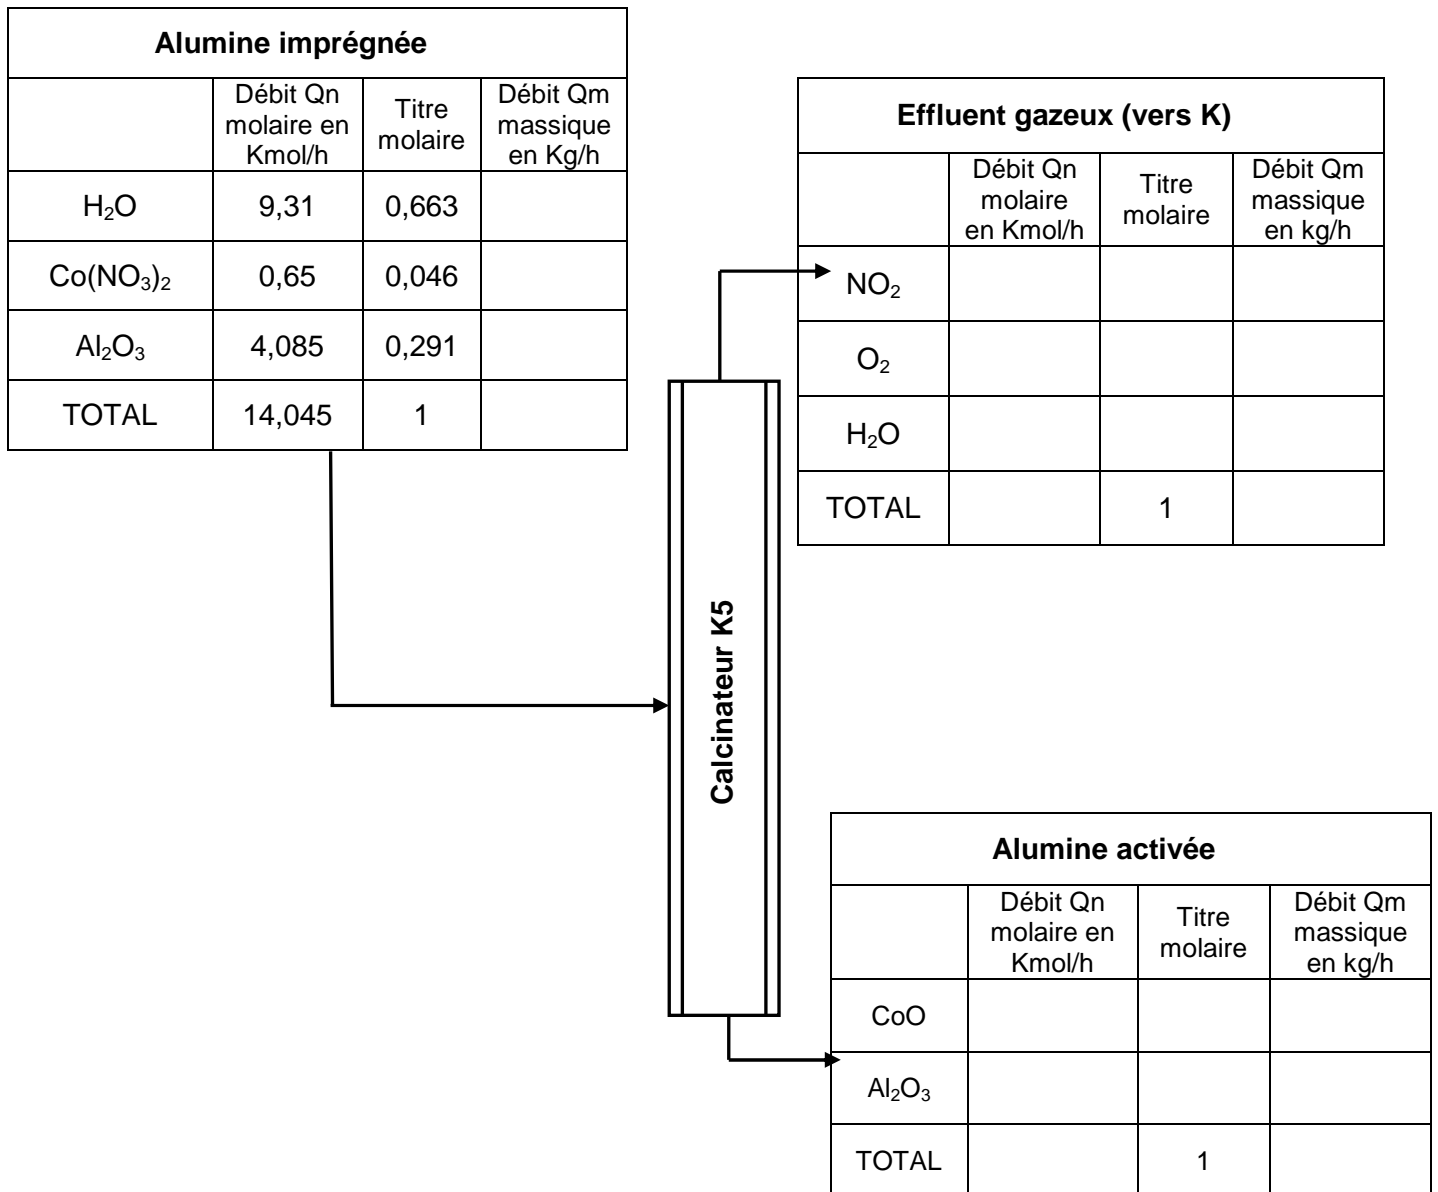 Alumine imprégnée
Débit Qn molaire en Kmol/h Titre molaire Débit Qm massique en Kg/h
H₂O 9,31 0,663
Co(NO₃)₂ 0,65 0,046
Al₂O₃ 4,085 0,291
TOTAL 14,045 1
Effluent gazeux (vers K)
Débit Qn molaire en Kmol/h Titre molaire Débit Qm massique en kg/h
NO₂
O₂
H₂O
TOTAL 1
Calcinateur K5
Alumine activée
Débit Qn molaire en Kmol/h Titre molaire Débit Qm massique en kg/h
CoO
Al₂O₃
TOTAL 1